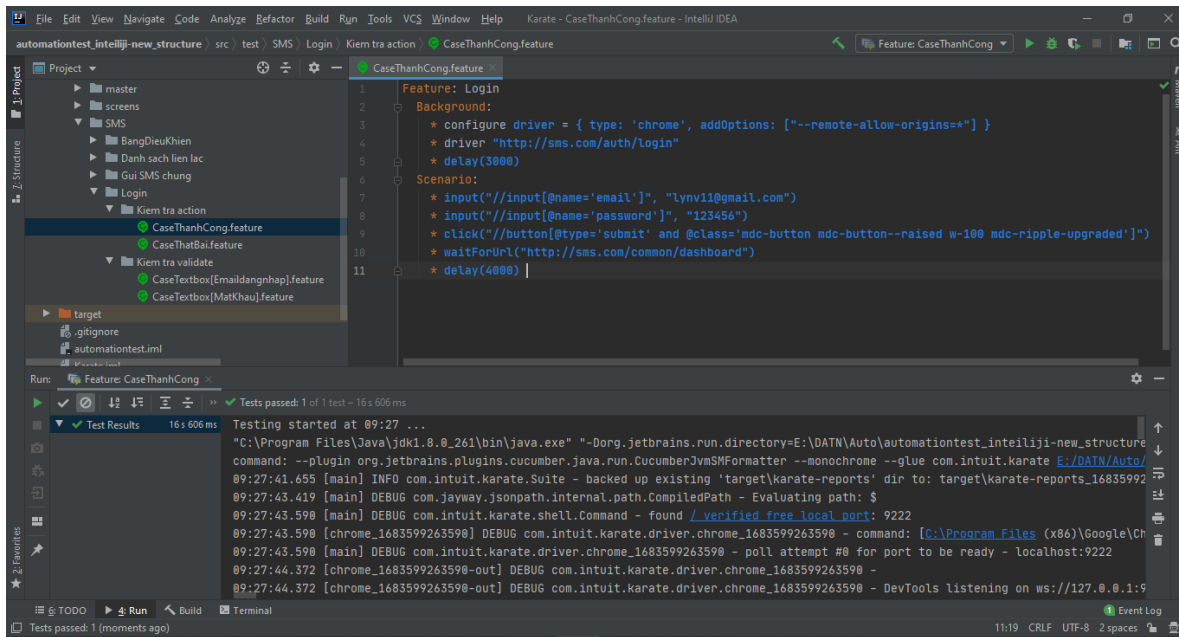 File Edit View Navigate Code Analyze Refactor Build Run Tools VCS Window Help Karate - CaseThanhCong.feature - IntelliJ IDEA
automationtest_inteiliji-new_structure src test SMS Login Kiem tra action CaseThanhCong.feature Feature: CaseThanhCong
1: Project
Project
CaseThanhCong.feature
master
screens
SMS
BangDieuKhien
Danh sach lien lac
Gui SMS chung
Login
Kiem tra action
CaseThanhCong.feature
CaseThatBai.feature
Kiem tra validate
CaseTextbox[Emaildangnhap].feature
CaseTextbox[MatKhau].feature
target
.gitignore
automationtest.iml
Karate.iml
Z: Structure
1 Feature: Login
2 Background:
3 * configure driver = { type: 'chrome', addOptions: ["--remote-allow-origins=*"] }
4 * driver "http://sms.com/auth/login"
5 * delay(3000)
6 Scenario:
7 * input("//input[@name='email']", "lynv11@gmail.com")
8 * input("//input[@name='password']", "123456")
9 * click("//button[@type='submit' and @class='mdc-button mdc-button--raised w-100 mdc-ripple-upgraded']")
10 * waitForUrl("http://sms.com/common/dashboard")
11 * delay(4000)
Run: Feature: CaseThanhCong
Tests passed: 1 of 1 test – 16 s 606 ms
Test Results 16 s 606 ms
Testing started at 09:27 ...
"C:\Program Files\Java\jdk1.8.0_261\bin\java.exe" "-Dorg.jetbrains.run.directory=E:\DATN\Auto\automationtest_inteiliji-new_structure
command: --plugin org.jetbrains.plugins.cucumber.java.run.CucumberJvmSMFormatter --monochrome --glue com.intuit.karate E:/DATN/Auto/
09:27:41.655 [main] INFO com.intuit.karate.Suite - backed up existing 'target\karate-reports' dir to: target\karate-reports_16835992
09:27:43.419 [main] DEBUG com.jayway.jsonpath.internal.path.CompiledPath - Evaluating path: $
09:27:43.590 [main] DEBUG com.intuit.karate.shell.Command - found / verified free local port: 9222
09:27:43.590 [chrome_1683599263590] DEBUG com.intuit.karate.driver.chrome_1683599263590 - command: [C:\Program Files (x86)\Google\Ch
09:27:43.590 [main] DEBUG com.intuit.karate.driver.chrome_1683599263590 - poll attempt #0 for port to be ready - localhost:9222
09:27:44.372 [chrome_1683599263590-out] DEBUG com.intuit.karate.driver.chrome_1683599263590 -
09:27:44.372 [chrome_1683599263590-out] DEBUG com.intuit.karate.driver.chrome_1683599263590 - DevTools listening on ws://127.0.0.1:9
2: Favorites
6: TODO 4: Run Build Terminal 1 Event Log
Tests passed: 1 (moments ago) 11:19 CRLF UTF-8 2 spaces